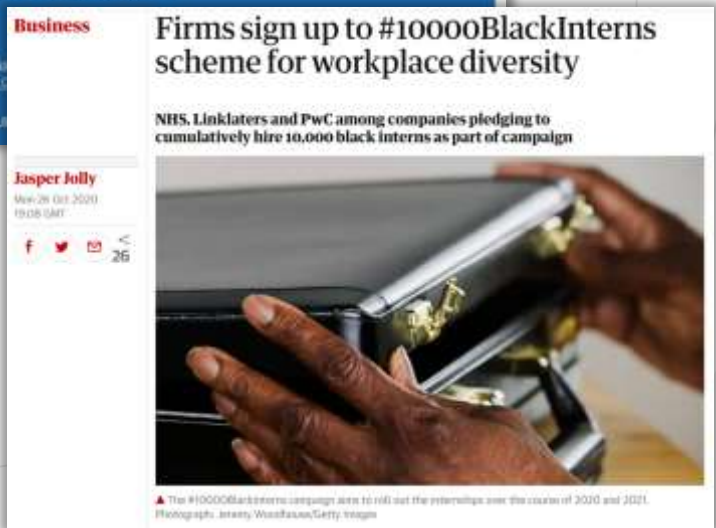 Business
Firms sign up to #10000BlackInterns
scheme for workplace diversity
NHS, Linklaters and PwC among companies pledging to
cumulatively hire 10,000 black interns as part of campaign
Jasper Jolly
Mon 26 Oct 2020
19.08 GMT
26
▲ The #10000BlackInterns campaign aims to roll out the internships over the course of 2020 and 2021.
Photograph: Jeremy Woodhouse/Getty Images